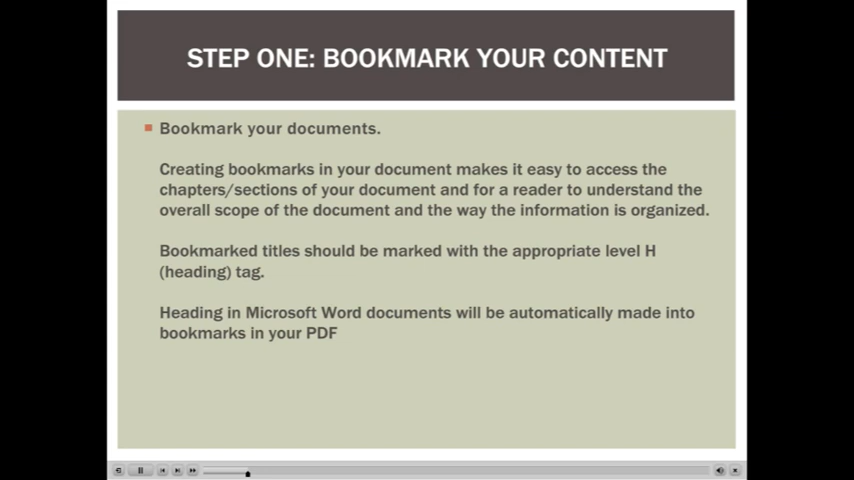 STEP ONE: BOOKMARK YOUR CONTENT
Bookmark your documents.
Creating bookmarks in your document makes it easy to access the
chapters/sections of your document and for a reader to understand the
overall scope of the document and the way the information is organized.
Bookmarked titles should be marked with the appropriate level H
(heading) tag.
Heading in Microsoft Word documents will be automatically made into
bookmarks in your PDF